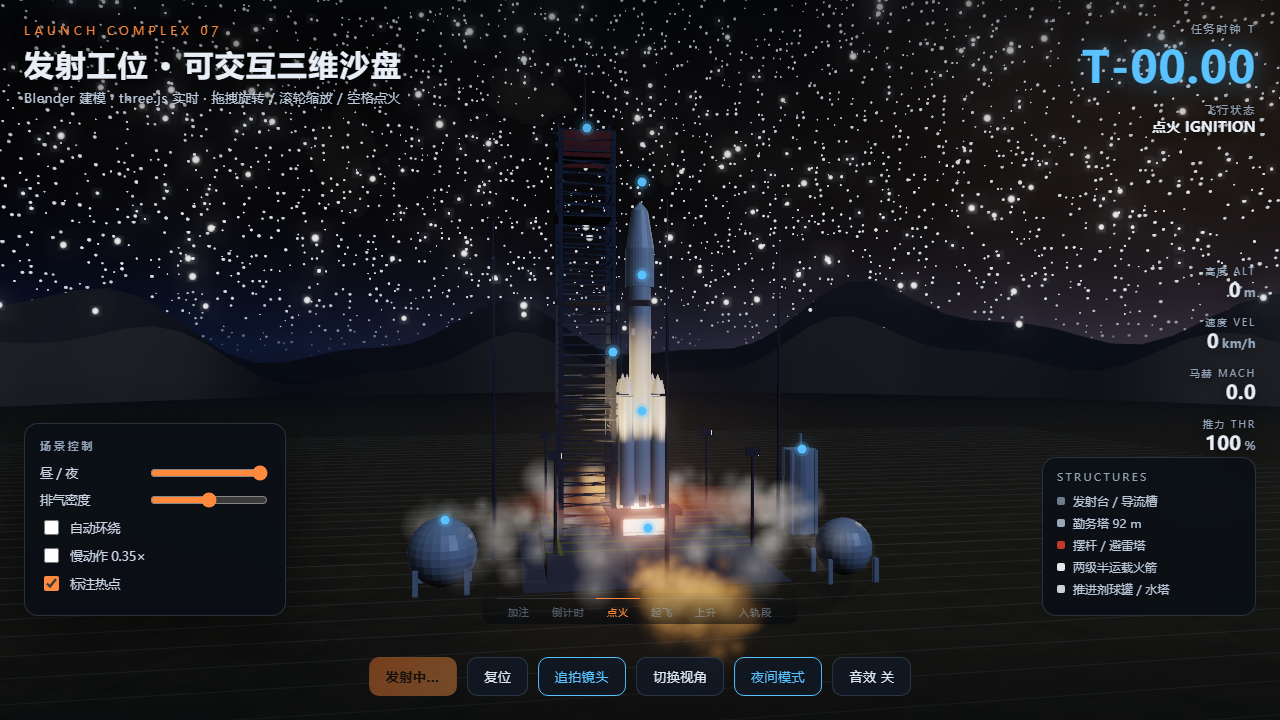 LAUNCH COMPLEX 07
发射工位 · 可交互三维沙盘
Blender 建模 · three.js 实时 · 拖拽旋转 / 滚轮缩放 / 空格点火
任务时钟 T
T-00.00
飞行状态
点火 IGNITION
高度 ALT
0 m
速度 VEL
0 km/h
马赫 MACH
0.0
推力 THR
100 %
场景控制
昼 / 夜
排气密度
自动环绕
慢动作 0.35×
标注热点
STRUCTURES
发射台 / 导流槽
勤务塔 92 m
摆杆 / 避雷塔
两级半运载火箭
推进剂球罐 / 水塔
加注 倒计时 点火 起飞 上升 入轨段
发射中... 复位 追拍镜头 切换视角 夜间模式 音效 关